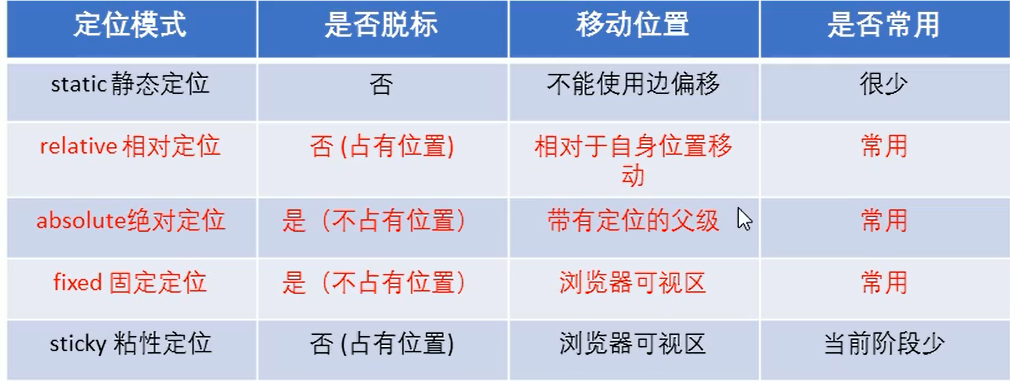 定位模式 是否脱标 移动位置 是否常用
static 静态定位 否 不能使用边偏移 很少
relative 相对定位 否 (占有位置) 相对于自身位置移
动
常用
absolute绝对定位 是（不占有位置） 带有定位的父级 常用
fixed 固定定位 是（不占有位置） 浏览器可视区 常用
sticky 粘性定位 否 (占有位置) 浏览器可视区 当前阶段少